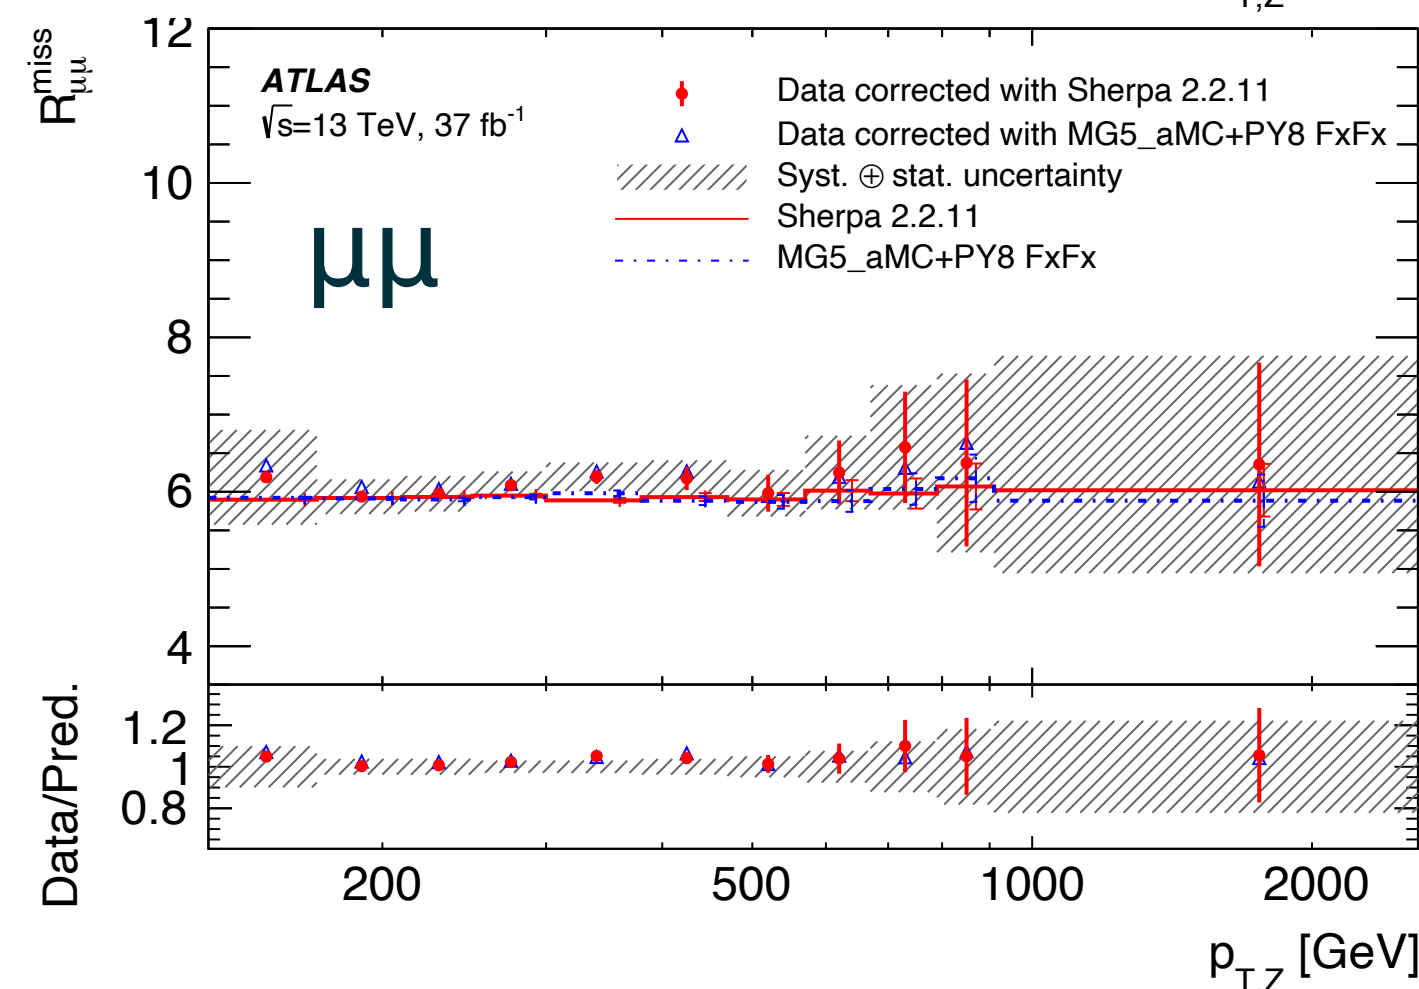 T,Z
12
R^miss_μμ
ATLAS
√s=13 TeV, 37 fb⁻¹
Data corrected with Sherpa 2.2.11
Data corrected with MG5_aMC+PY8 FxFx
Syst. ⊕ stat. uncertainty
Sherpa 2.2.11
MG5_aMC+PY8 FxFx
μμ
10
8
6
4
Data/Pred.
1.2
1
0.8
200
500
1000
2000
p_T,Z [GeV]